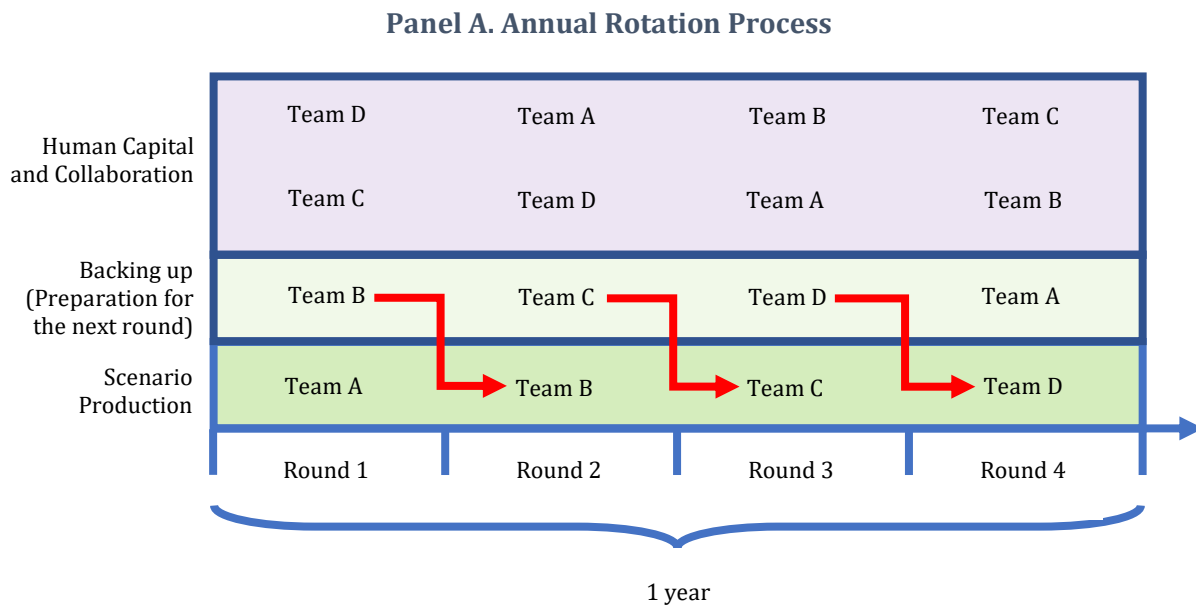 Panel A. Annual Rotation Process
Human Capital
and Collaboration
Team D
Team A
Team B
Team C
Team C
Team D
Team A
Team B
Backing up
(Preparation for
the next round)
Team B
Team C
Team D
Team A
Scenario
Production
Team A
Team B
Team C
Team D
Round 1
Round 2
Round 3
Round 4
1 year